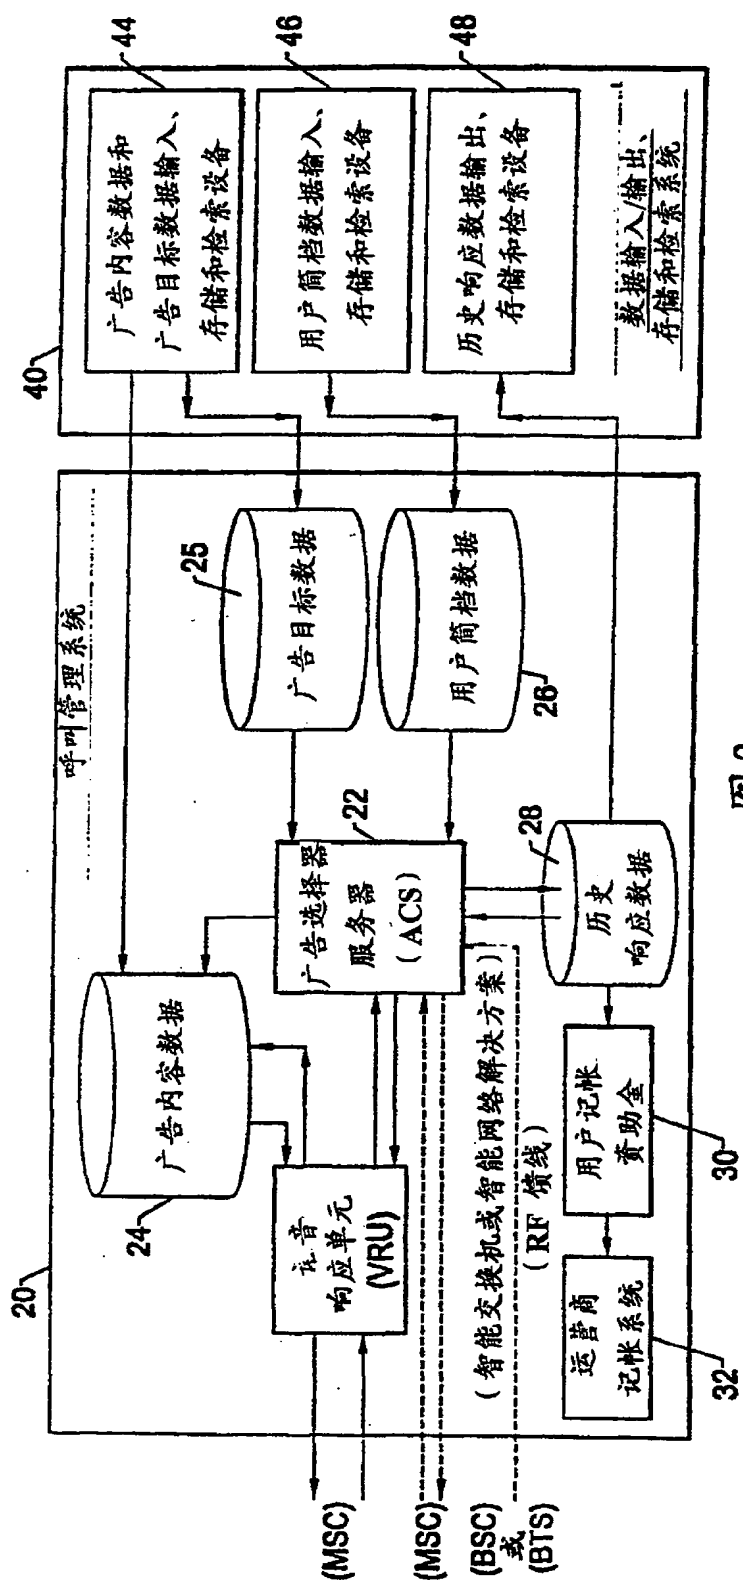 20
呼叫管理系统
(MSC)
(MSC)
(BSC)
或
(BTS)
响应单元
(VRU)
24
广告内容数据
广告选择器
服务器
(ACS)
22
(智能交换机或智能网络解决方案)
(RF 馈线)
25
广告目标数据
用户简档数据
26
28
历史
响应数据
用户记帐
资助金
30
运营商
记帐系统
32
40
广告内容数据和
广告目标数据输入、
存储和检索设备
44
用户简档数据输入、
存储和检索设备
46
历史响应数据输出、
存储和检索设备
48
数据输入/输出、
存储和检索系统
图